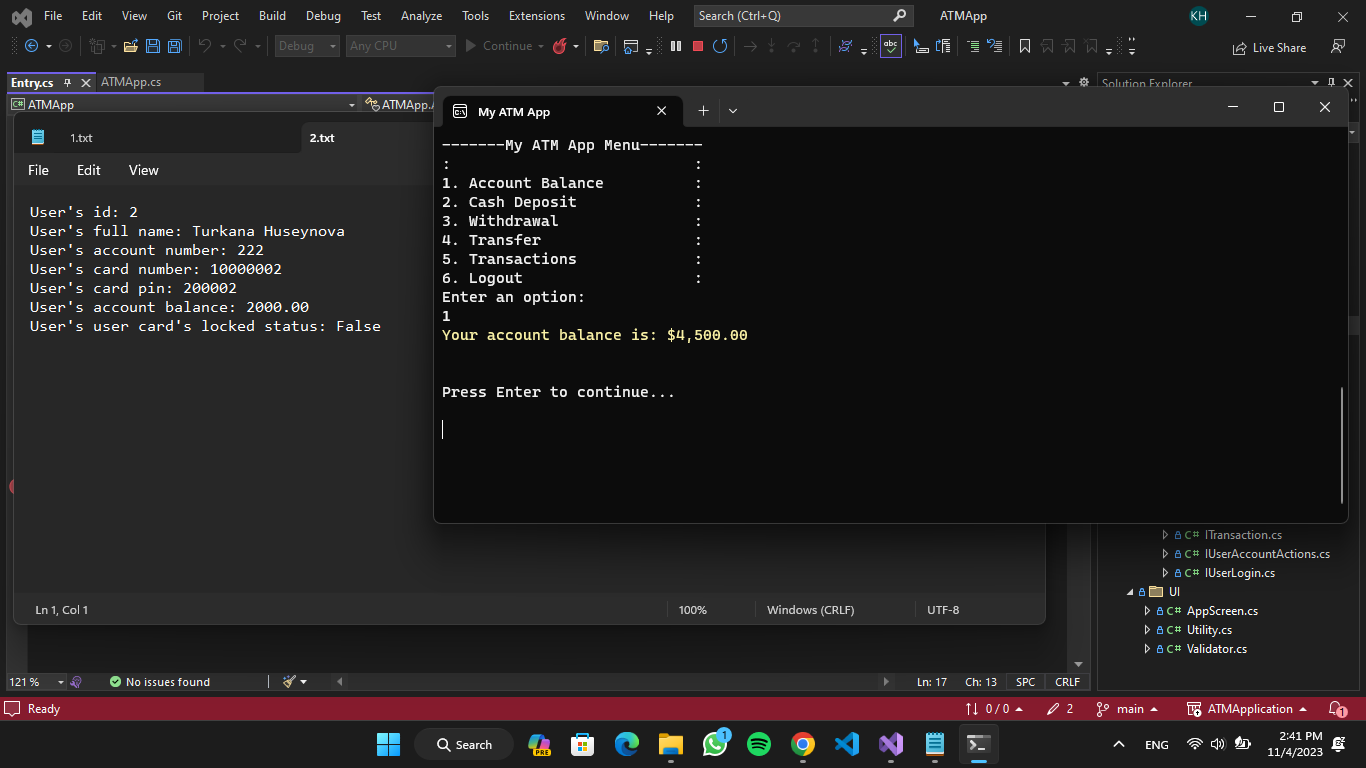 File Edit View Git Project Build Debug Test Analyze Tools Extensions Window Help Search (Ctrl+Q) ATMApp KH
Debug Any CPU Continue abc Live Share
Entry.cs ATMApp.cs Solution Explorer
C# ATMApp ATMApp.
1.txt 2.txt
File Edit View
User's id: 2
User's full name: Turkana Huseynova
User's account number: 222
User's card number: 10000002
User's card pin: 200002
User's account balance: 2000.00
User's user card's locked status: False
Ln 1, Col 1 100% Windows (CRLF) UTF-8
My ATM App
-------My ATM App Menu-------
: :
1. Account Balance :
2. Cash Deposit :
3. Withdrawal :
4. Transfer :
5. Transactions :
6. Logout :
Enter an option:
1
Your account balance is: $4,500.00
Press Enter to continue...
C# ITransaction.cs
C# IUserAccountActions.cs
C# IUserLogin.cs
UI
C# AppScreen.cs
C# Utility.cs
C# Validator.cs
121 % No issues found Ln: 17 Ch: 13 SPC CRLF
Ready 0 / 0 2 main ATMApplication 1
Search PRE 1 ENG 2:41 PM
11/4/2023